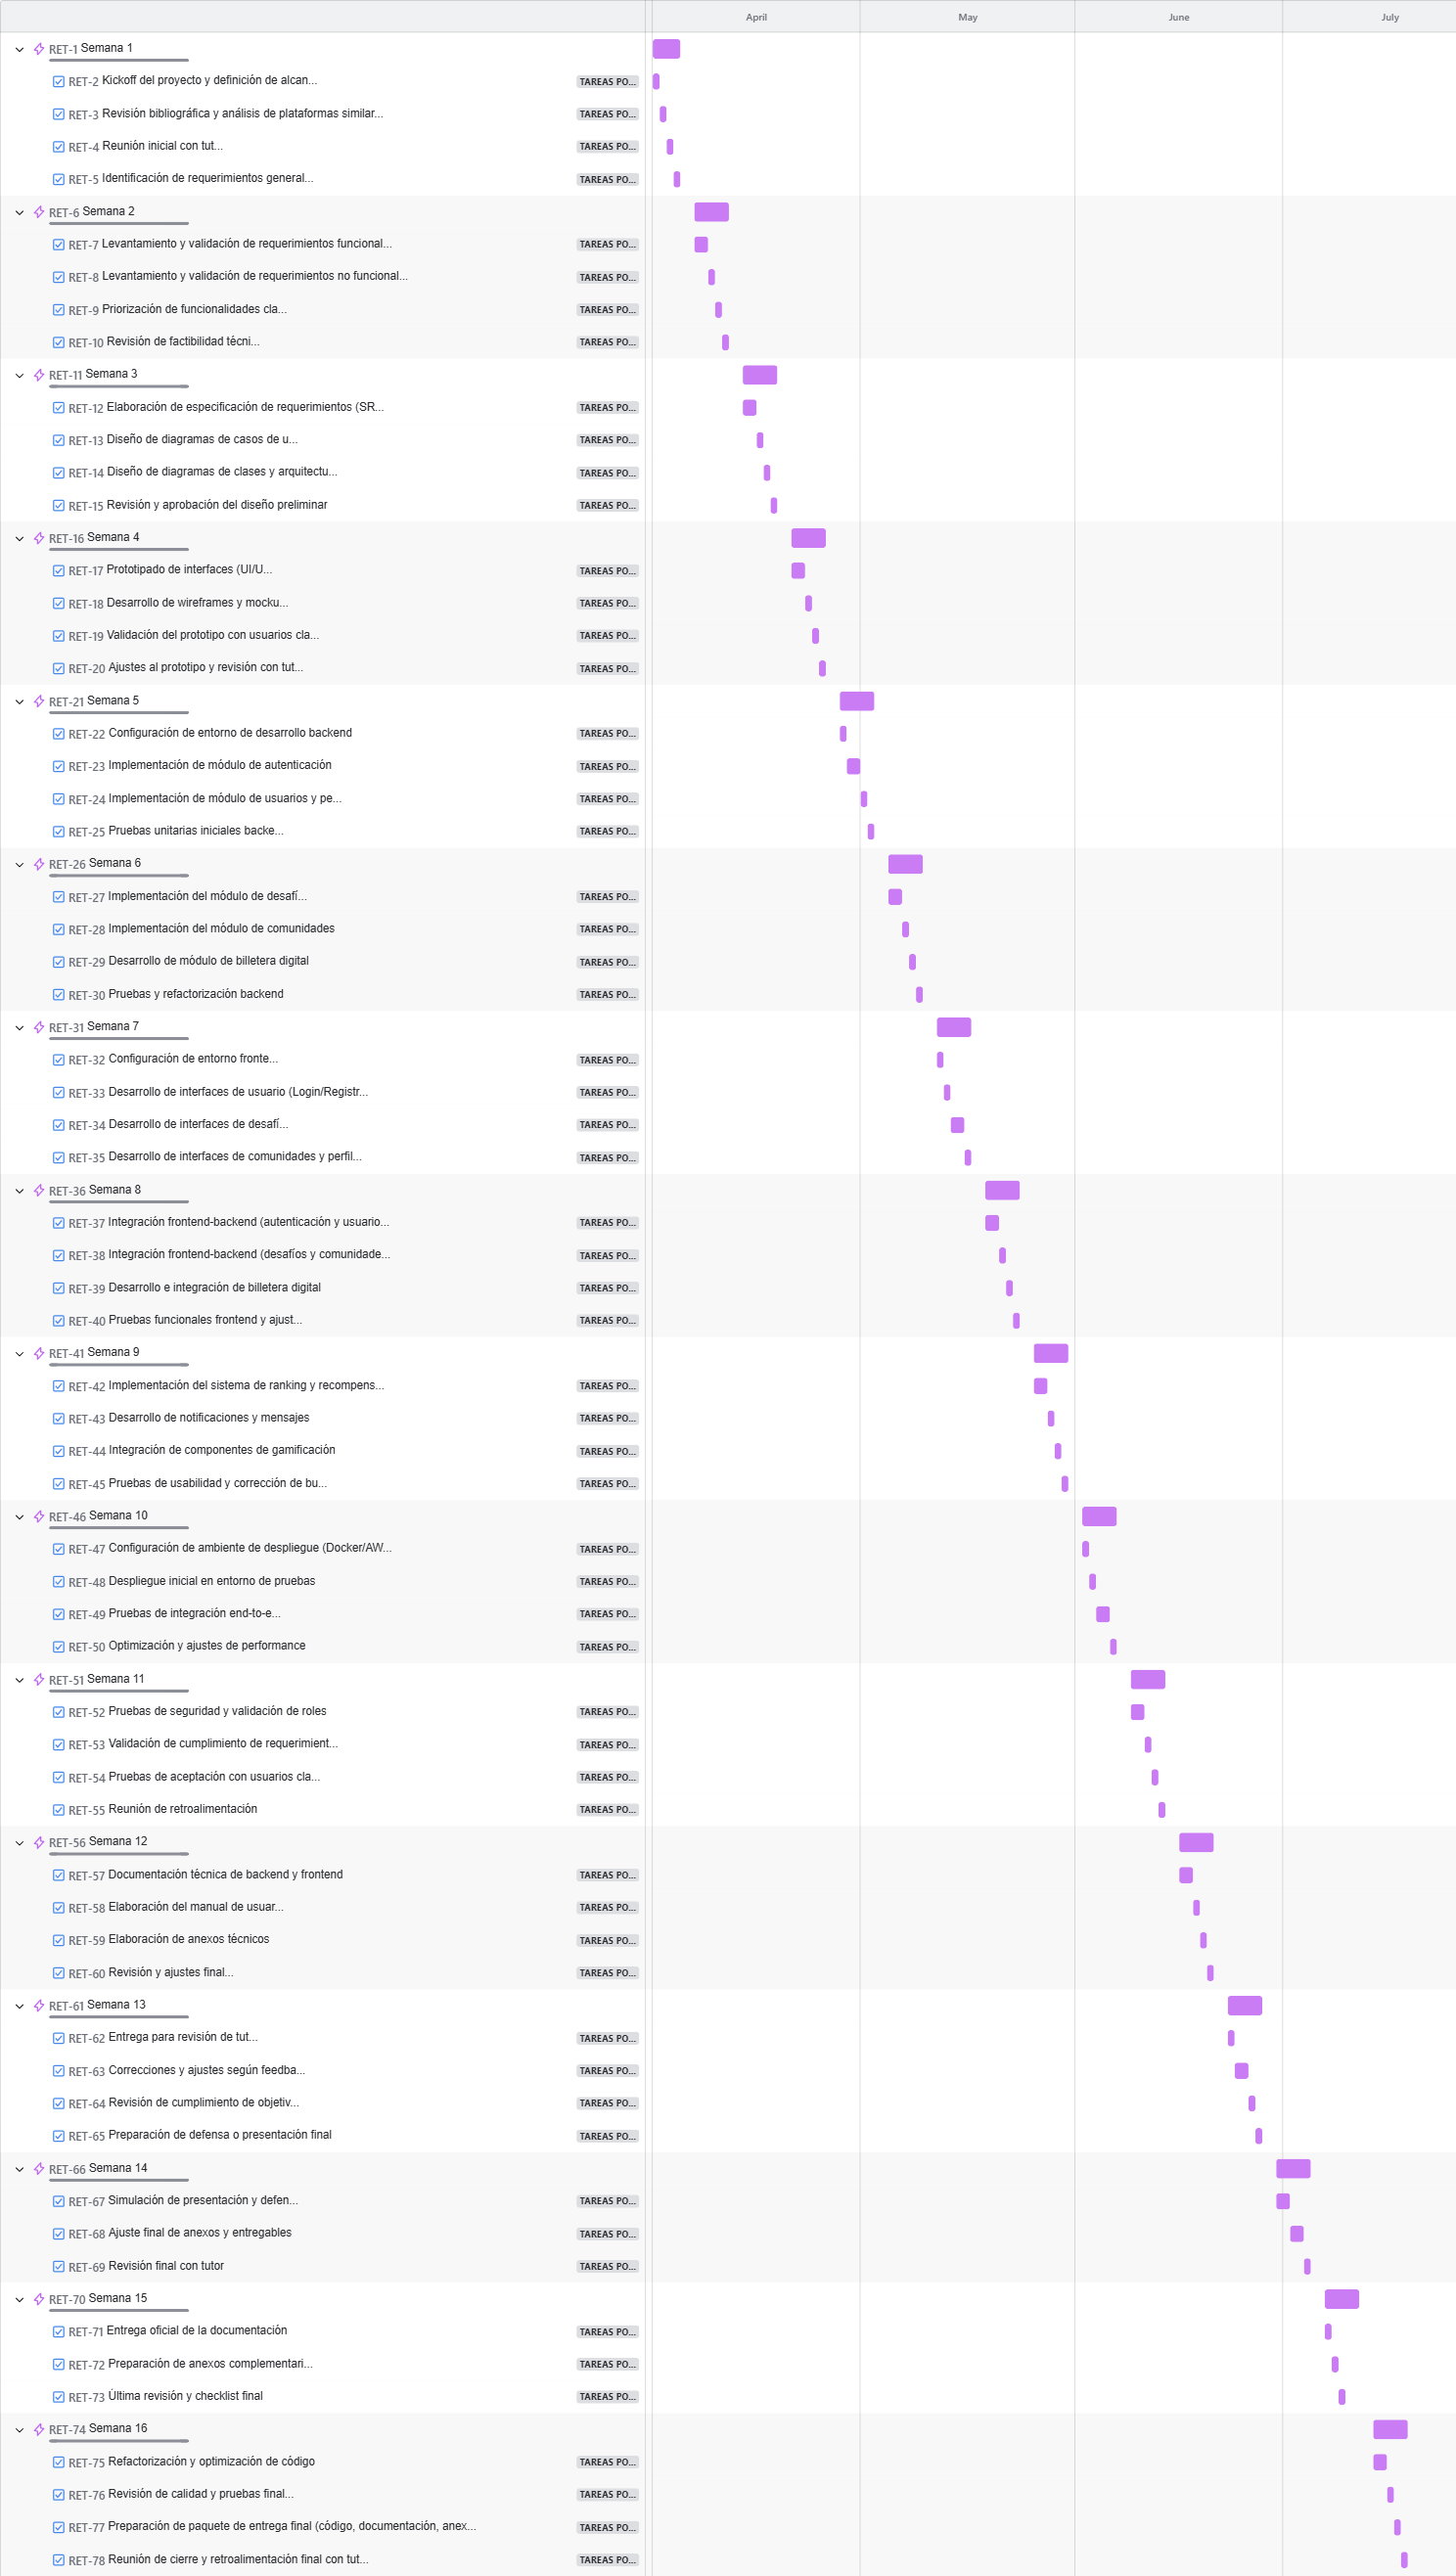 April May June July
RET-1 Semana 1
RET-2 Kickoff del proyecto y definición de alcan... TAREAS PO...
RET-3 Revisión bibliográfica y análisis de plataformas similar... TAREAS PO...
RET-4 Reunión inicial con tut... TAREAS PO...
RET-5 Identificación de requerimientos general... TAREAS PO...
RET-6 Semana 2
RET-7 Levantamiento y validación de requerimientos funcional... TAREAS PO...
RET-8 Levantamiento y validación de requerimientos no funcional... TAREAS PO...
RET-9 Priorización de funcionalidades cla... TAREAS PO...
RET-10 Revisión de factibilidad técni... TAREAS PO...
RET-11 Semana 3
RET-12 Elaboración de especificación de requerimientos (SR... TAREAS PO...
RET-13 Diseño de diagramas de casos de u... TAREAS PO...
RET-14 Diseño de diagramas de clases y arquitectu... TAREAS PO...
RET-15 Revisión y aprobación del diseño preliminar TAREAS PO...
RET-16 Semana 4
RET-17 Prototipado de interfaces (UI/U... TAREAS PO...
RET-18 Desarrollo de wireframes y mocku... TAREAS PO...
RET-19 Validación del prototipo con usuarios cla... TAREAS PO...
RET-20 Ajustes al prototipo y revisión con tut... TAREAS PO...
RET-21 Semana 5
RET-22 Configuración de entorno de desarrollo backend TAREAS PO...
RET-23 Implementación de módulo de autenticación TAREAS PO...
RET-24 Implementación de módulo de usuarios y pe... TAREAS PO...
RET-25 Pruebas unitarias iniciales backe... TAREAS PO...
RET-26 Semana 6
RET-27 Implementación del módulo de desafí... TAREAS PO...
RET-28 Implementación del módulo de comunidades TAREAS PO...
RET-29 Desarrollo de módulo de billetera digital TAREAS PO...
RET-30 Pruebas y refactorización backend TAREAS PO...
RET-31 Semana 7
RET-32 Configuración de entorno fronte... TAREAS PO...
RET-33 Desarrollo de interfaces de usuario (Login/Registr... TAREAS PO...
RET-34 Desarrollo de interfaces de desafí... TAREAS PO...
RET-35 Desarrollo de interfaces de comunidades y perfil... TAREAS PO...
RET-36 Semana 8
RET-37 Integración frontend-backend (autenticación y usuario... TAREAS PO...
RET-38 Integración frontend-backend (desafíos y comunidade... TAREAS PO...
RET-39 Desarrollo e integración de billetera digital TAREAS PO...
RET-40 Pruebas funcionales frontend y ajust... TAREAS PO...
RET-41 Semana 9
RET-42 Implementación del sistema de ranking y recompens... TAREAS PO...
RET-43 Desarrollo de notificaciones y mensajes TAREAS PO...
RET-44 Integración de componentes de gamificación TAREAS PO...
RET-45 Pruebas de usabilidad y corrección de bu... TAREAS PO...
RET-46 Semana 10
RET-47 Configuración de ambiente de despliegue (Docker/AW... TAREAS PO...
RET-48 Despliegue inicial en entorno de pruebas TAREAS PO...
RET-49 Pruebas de integración end-to-e... TAREAS PO...
RET-50 Optimización y ajustes de performance TAREAS PO...
RET-51 Semana 11
RET-52 Pruebas de seguridad y validación de roles TAREAS PO...
RET-53 Validación de cumplimiento de requerimient... TAREAS PO...
RET-54 Pruebas de aceptación con usuarios cla... TAREAS PO...
RET-55 Reunión de retroalimentación TAREAS PO...
RET-56 Semana 12
RET-57 Documentación técnica de backend y frontend TAREAS PO...
RET-58 Elaboración del manual de usuar... TAREAS PO...
RET-59 Elaboración de anexos técnicos TAREAS PO...
RET-60 Revisión y ajustes final... TAREAS PO...
RET-61 Semana 13
RET-62 Entrega para revisión de tut... TAREAS PO...
RET-63 Correcciones y ajustes según feedba... TAREAS PO...
RET-64 Revisión de cumplimiento de objetiv... TAREAS PO...
RET-65 Preparación de defensa o presentación final TAREAS PO...
RET-66 Semana 14
RET-67 Simulación de presentación y defen... TAREAS PO...
RET-68 Ajuste final de anexos y entregables TAREAS PO...
RET-69 Revisión final con tutor TAREAS PO...
RET-70 Semana 15
RET-71 Entrega oficial de la documentación TAREAS PO...
RET-72 Preparación de anexos complementari... TAREAS PO...
RET-73 Última revisión y checklist final TAREAS PO...
RET-74 Semana 16
RET-75 Refactorización y optimización de código TAREAS PO...
RET-76 Revisión de calidad y pruebas final... TAREAS PO...
RET-77 Preparación de paquete de entrega final (código, documentación, anex... TAREAS PO...
RET-78 Reunión de cierre y retroalimentación final con tut... TAREAS PO...